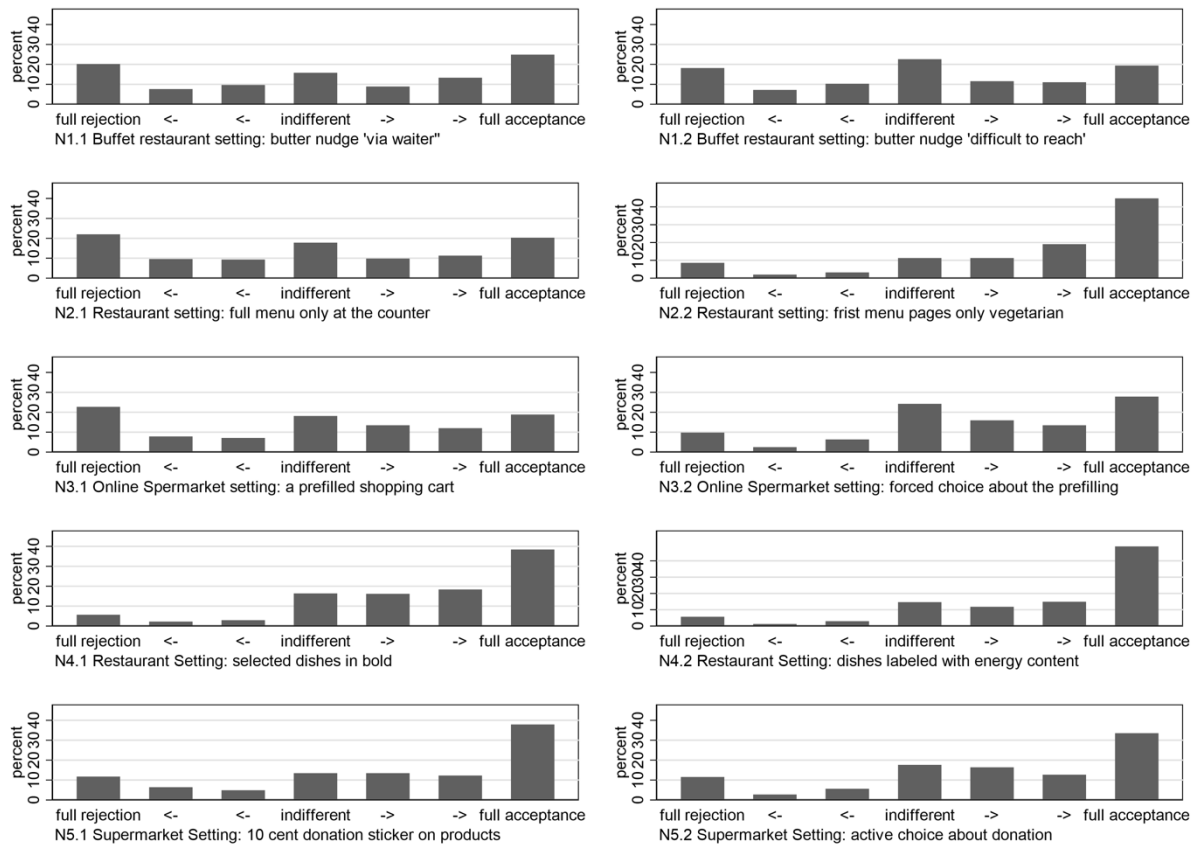 percent
0 10 20 30 40
full rejection <- <- indifferent -> -> full acceptance
N1.1 Buffet restaurant setting: butter nudge 'via waiter"
percent
0 10 20 30 40
full rejection <- <- indifferent -> -> full acceptance
N1.2 Buffet restaurant setting: butter nudge 'difficult to reach'
percent
0 10 20 30 40
full rejection <- <- indifferent -> -> full acceptance
N2.1 Restaurant setting: full menu only at the counter
percent
0 10 20 30 40
full rejection <- <- indifferent -> -> full acceptance
N2.2 Restaurant setting: frist menu pages only vegetarian
percent
0 10 20 30 40
full rejection <- <- indifferent -> -> full acceptance
N3.1 Online Spermarket setting: a prefilled shopping cart
percent
0 10 20 30 40
full rejection <- <- indifferent -> -> full acceptance
N3.2 Online Spermarket setting: forced choice about the prefilling
percent
0 10 20 30 40
full rejection <- <- indifferent -> -> full acceptance
N4.1 Restaurant Setting: selected dishes in bold
percent
0 10 20 30 40
full rejection <- <- indifferent -> -> full acceptance
N4.2 Restaurant Setting: dishes labeled with energy content
percent
0 10 20 30 40
full rejection <- <- indifferent -> -> full acceptance
N5.1 Supermarket Setting: 10 cent donation sticker on products
percent
0 10 20 30 40
full rejection <- <- indifferent -> -> full acceptance
N5.2 Supermarket Setting: active choice about donation